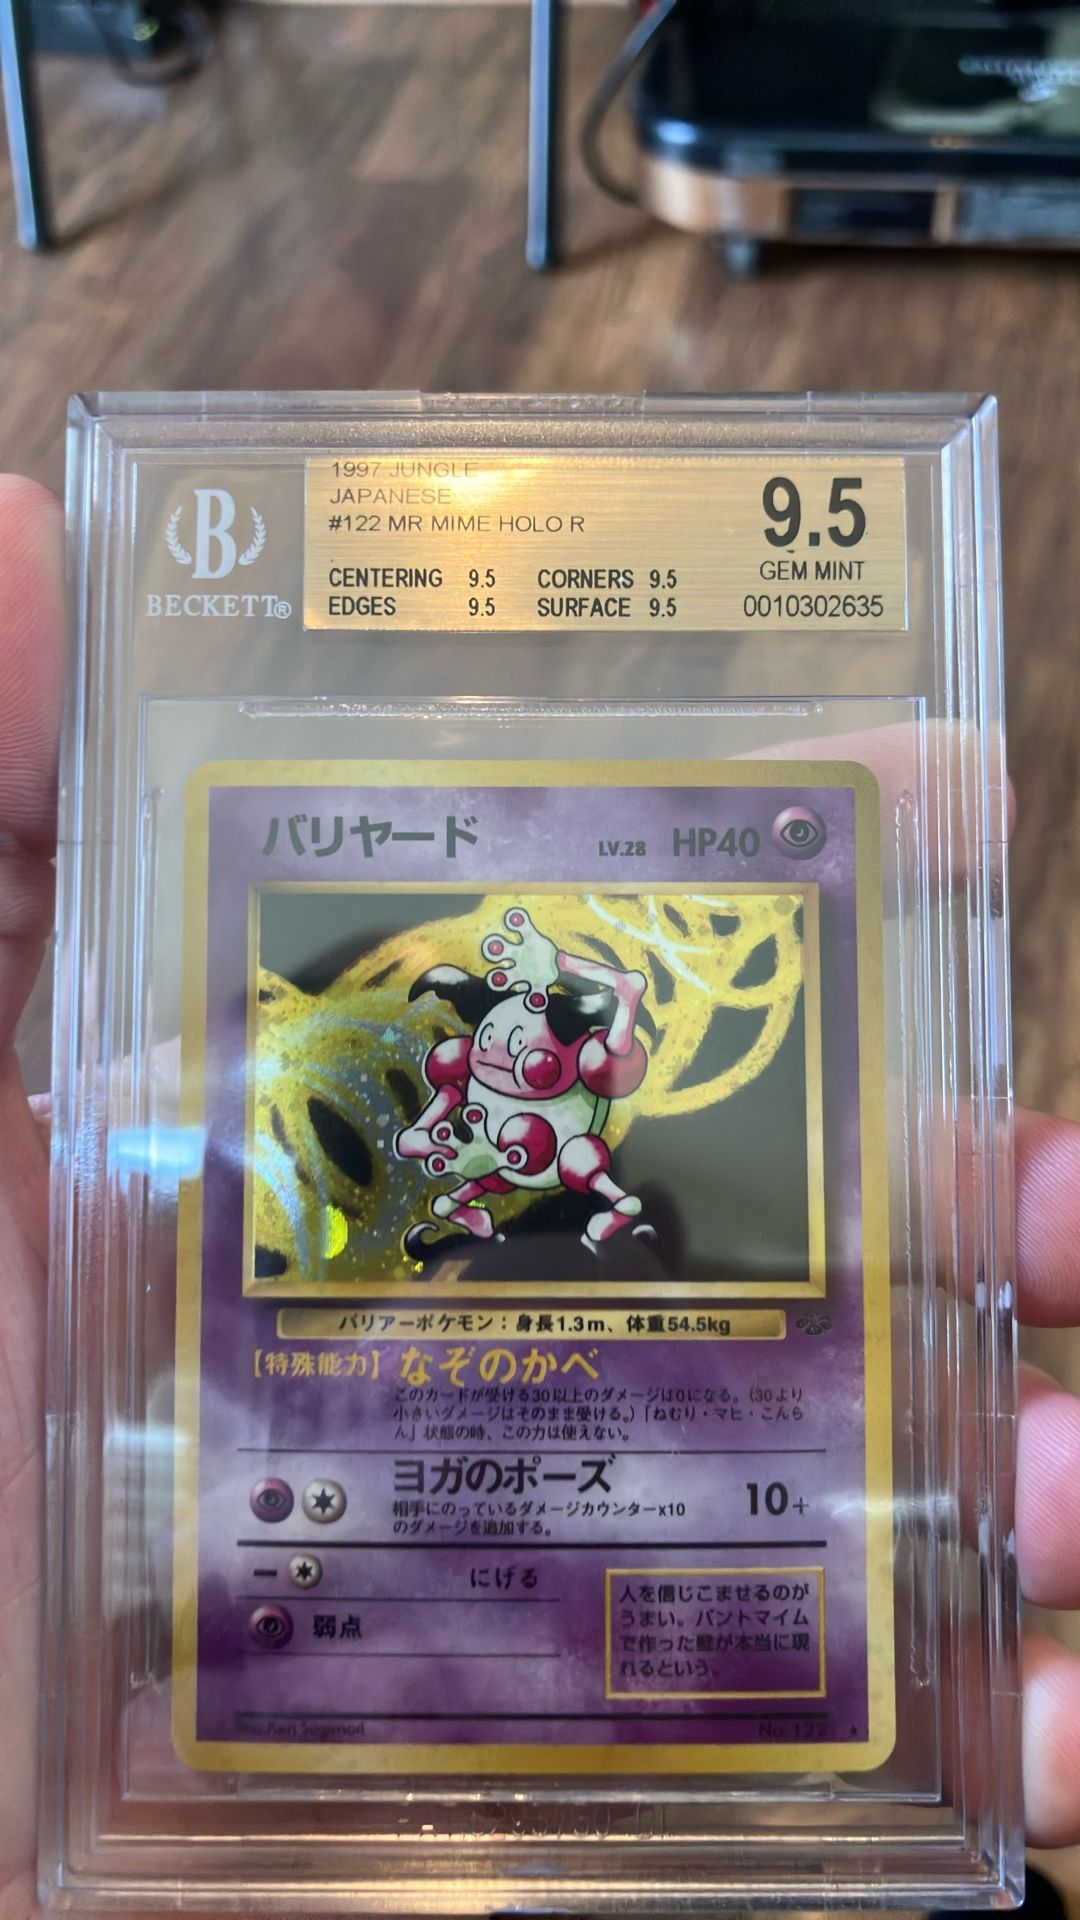 1997 JUNGLE
JAPANESE
#122 MR MIME HOLO R
9.5
GEM MINT
0010302635
CENTERING 9.5 CORNERS 9.5
EDGES 9.5 SURFACE 9.5
B
BECKETT®
バリヤード LV.28 HP40
バリアーポケモン：身長1.3m、体重54.5kg
【特殊能力】なぞのかべ
このカードが受ける30以上のダメージは0になる。（30より
小さいダメージはそのまま受ける。）「ねむり・マヒ・こんら
ん」状態の時、この力は使えない。
ヨガのポーズ 10+
相手にのっているダメージカウンター×10
のダメージを追加する。
にげる
弱点
人を信じこませるのが
うまい。パントマイム
で作った壁が本当に現
れるという。
Illus. Ken Sugimori No. 122